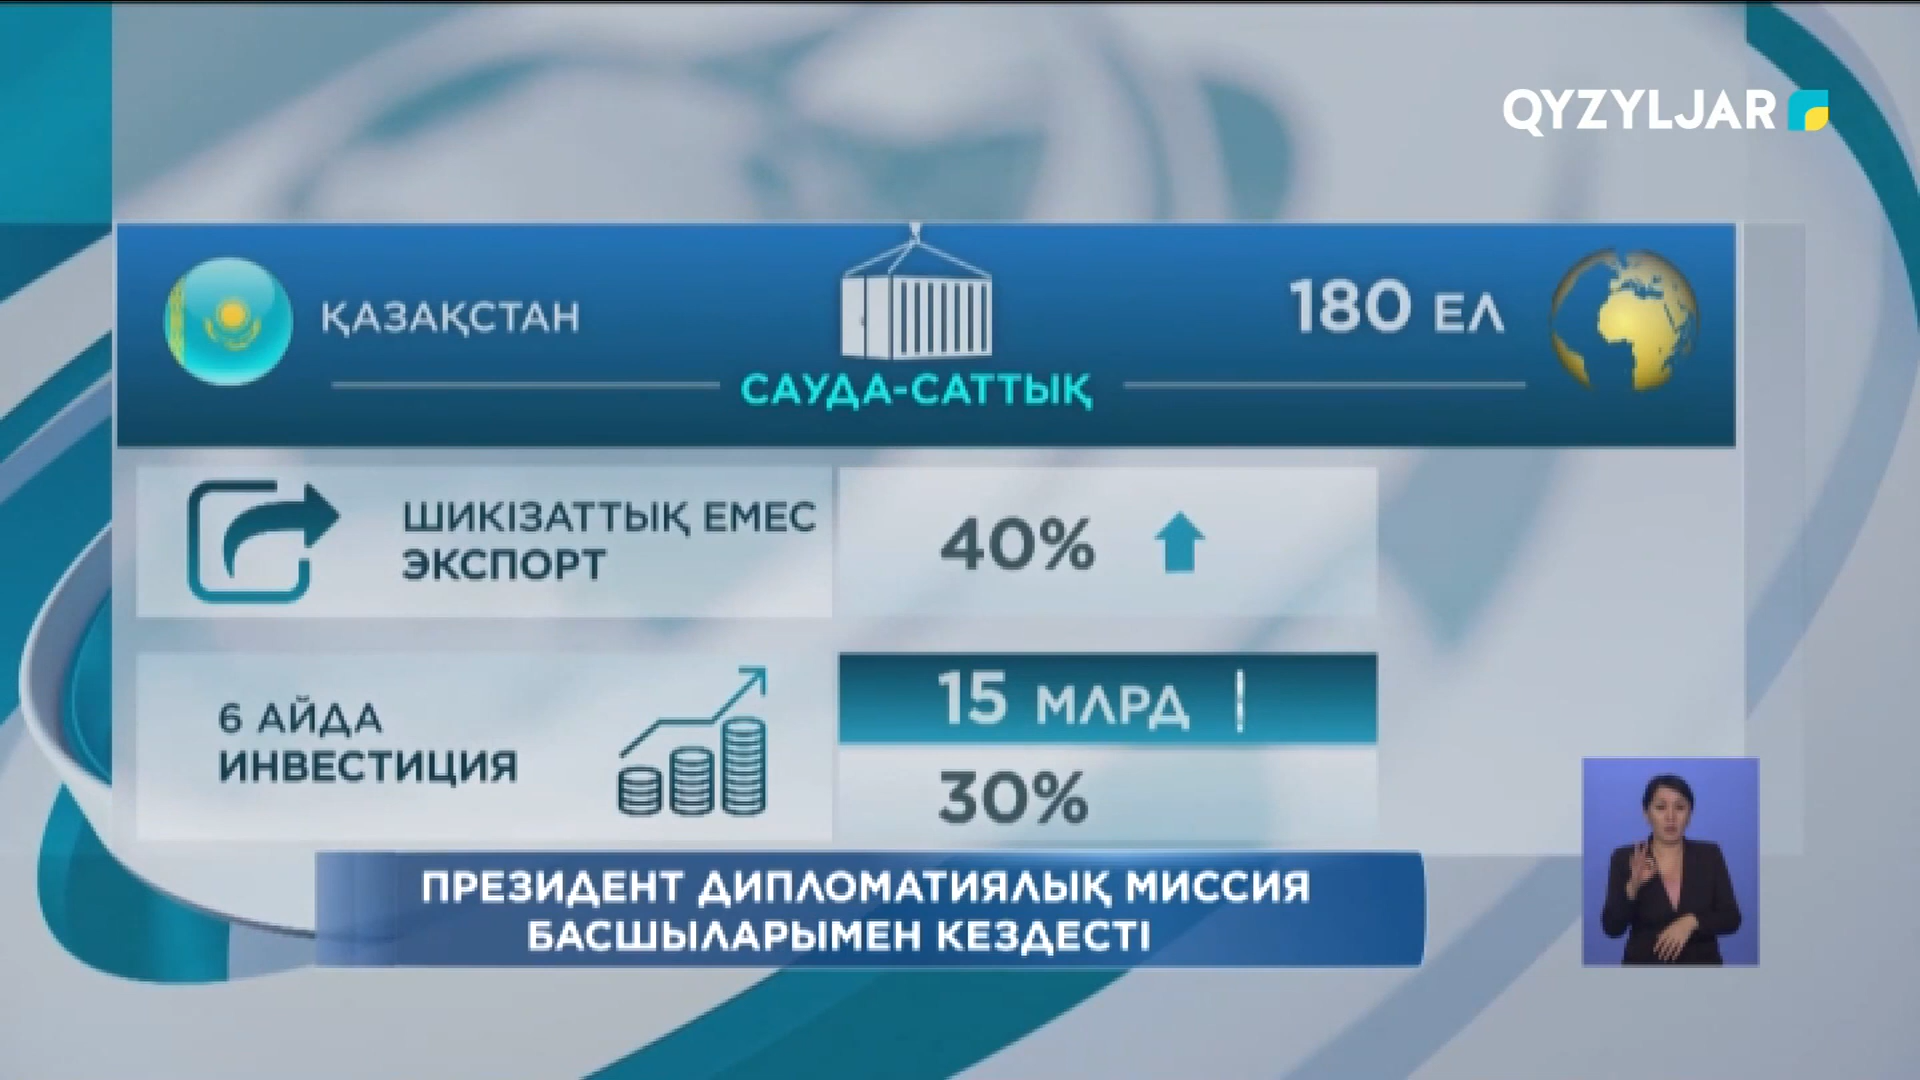 QYZYLJAR
ҚАЗАҚСТАН
180 ЕЛ
САУДА-САТТЫҚ
ШИКІЗАТТЫҚ ЕМЕС
ЭКСПОРТ
40%
6 АЙДА
ИНВЕСТИЦИЯ
15 МЛРД
30%
ПРЕЗИДЕНТ ДИПЛОМАТИЯЛЫҚ МИССИЯ
БАСШЫЛАРЫМЕН КЕЗДЕСТІ